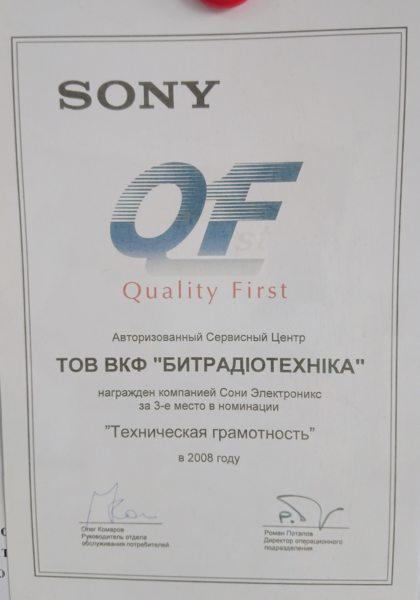 SONY
QF
Quality First
Авторизованный Сервисный Центр
ТОВ ВКФ "БИТРАДІОТЕХНІКА"
награжден компанией Сони Электроникс
за 3-е место в номинации
"Техническая грамотность"
в 2008 году
Олег Комаров
Руководитель отдела
обслуживания потребителей
Роман Потапов
Директор операционного
подразделения